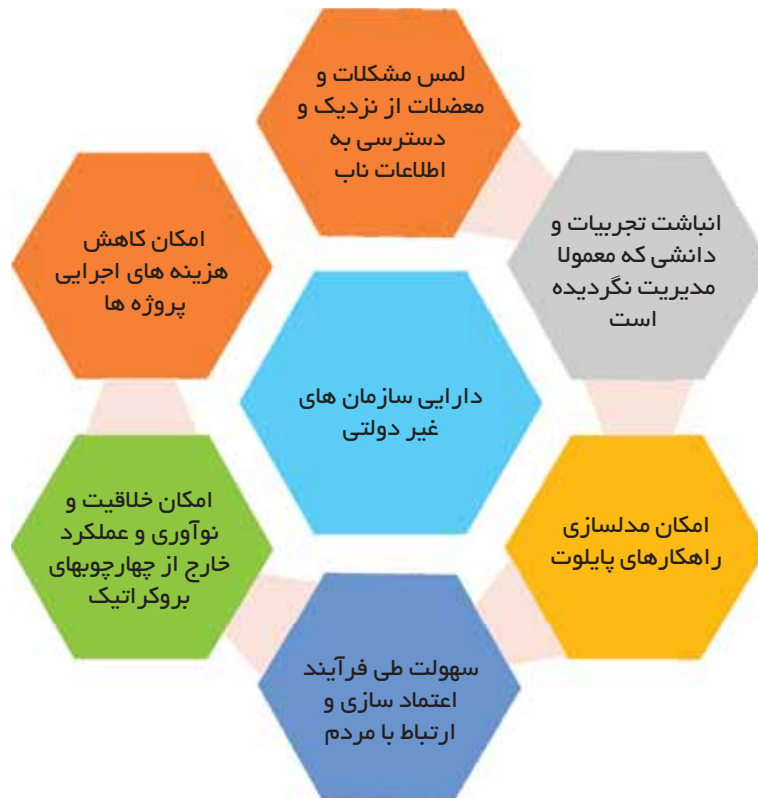 لمس مشکلات و
معضلات از نزدیک و
دسترسی به
اطلاعات ناب
انباشت تجربیات و
دانشی که معمولا
مدیریت نگردیده
است
امکان مدلسازی
راهکارهای پایلوت
سهولت طی فرآیند
اعتماد سازی و
ارتباط با مردم
امکان خلاقیت و
نوآوری و عملکرد
خارج از چهارچوبهای
بروکراتیک
امکان کاهش
هزینه های اجرایی
پروژه ها
دارایی سازمان های
غیر دولتی